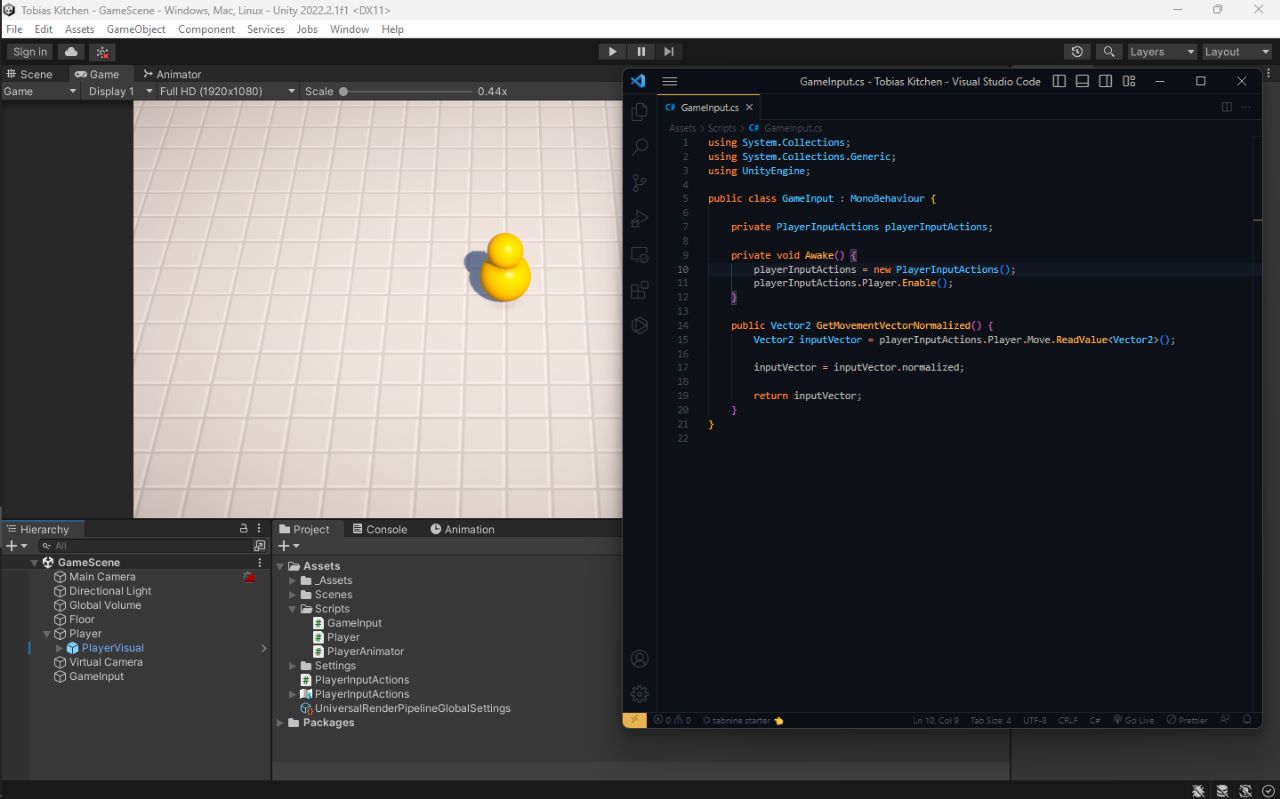 Tobias Kitchen - GameScene - Windows, Mac, Linux - Unity 2022.2.1f1 <DX11>
File Edit Assets GameObject Component Services Jobs Window Help
Sign in
Layers Layout
Scene Game Animator
Game Display 1 Full HD (1920x1080) Scale 0.44x
GameInput.cs - Tobias Kitchen - Visual Studio Code
C# GameInput.cs
Assets > Scripts > C# GameInput.cs
1 using System.Collections;
2 using System.Collections.Generic;
3 using UnityEngine;
4
5 public class GameInput : MonoBehaviour {
6
7 private PlayerInputActions playerInputActions;
8
9 private void Awake() {
10 playerInputActions = new PlayerInputActions();
11 playerInputActions.Player.Enable();
12 }
13
14 public Vector2 GetMovementVectorNormalized() {
15 Vector2 inputVector = playerInputActions.Player.Move.ReadValue<Vector2>();
16
17 inputVector = inputVector.normalized;
18
19 return inputVector;
20 }
21 }
22
0 0 tabnine starter Ln 10, Col 9 Tab Size: 4 UTF-8 CRLF C# Go Live Prettier
Hierarchy
All
GameScene
Main Camera
Directional Light
Global Volume
Floor
Player
PlayerVisual
Virtual Camera
GameInput
Project Console Animation
Assets
_Assets
Scenes
Scripts
GameInput
Player
PlayerAnimator
Settings
PlayerInputActions
PlayerInputActions
UniversalRenderPipelineGlobalSettings
Packages